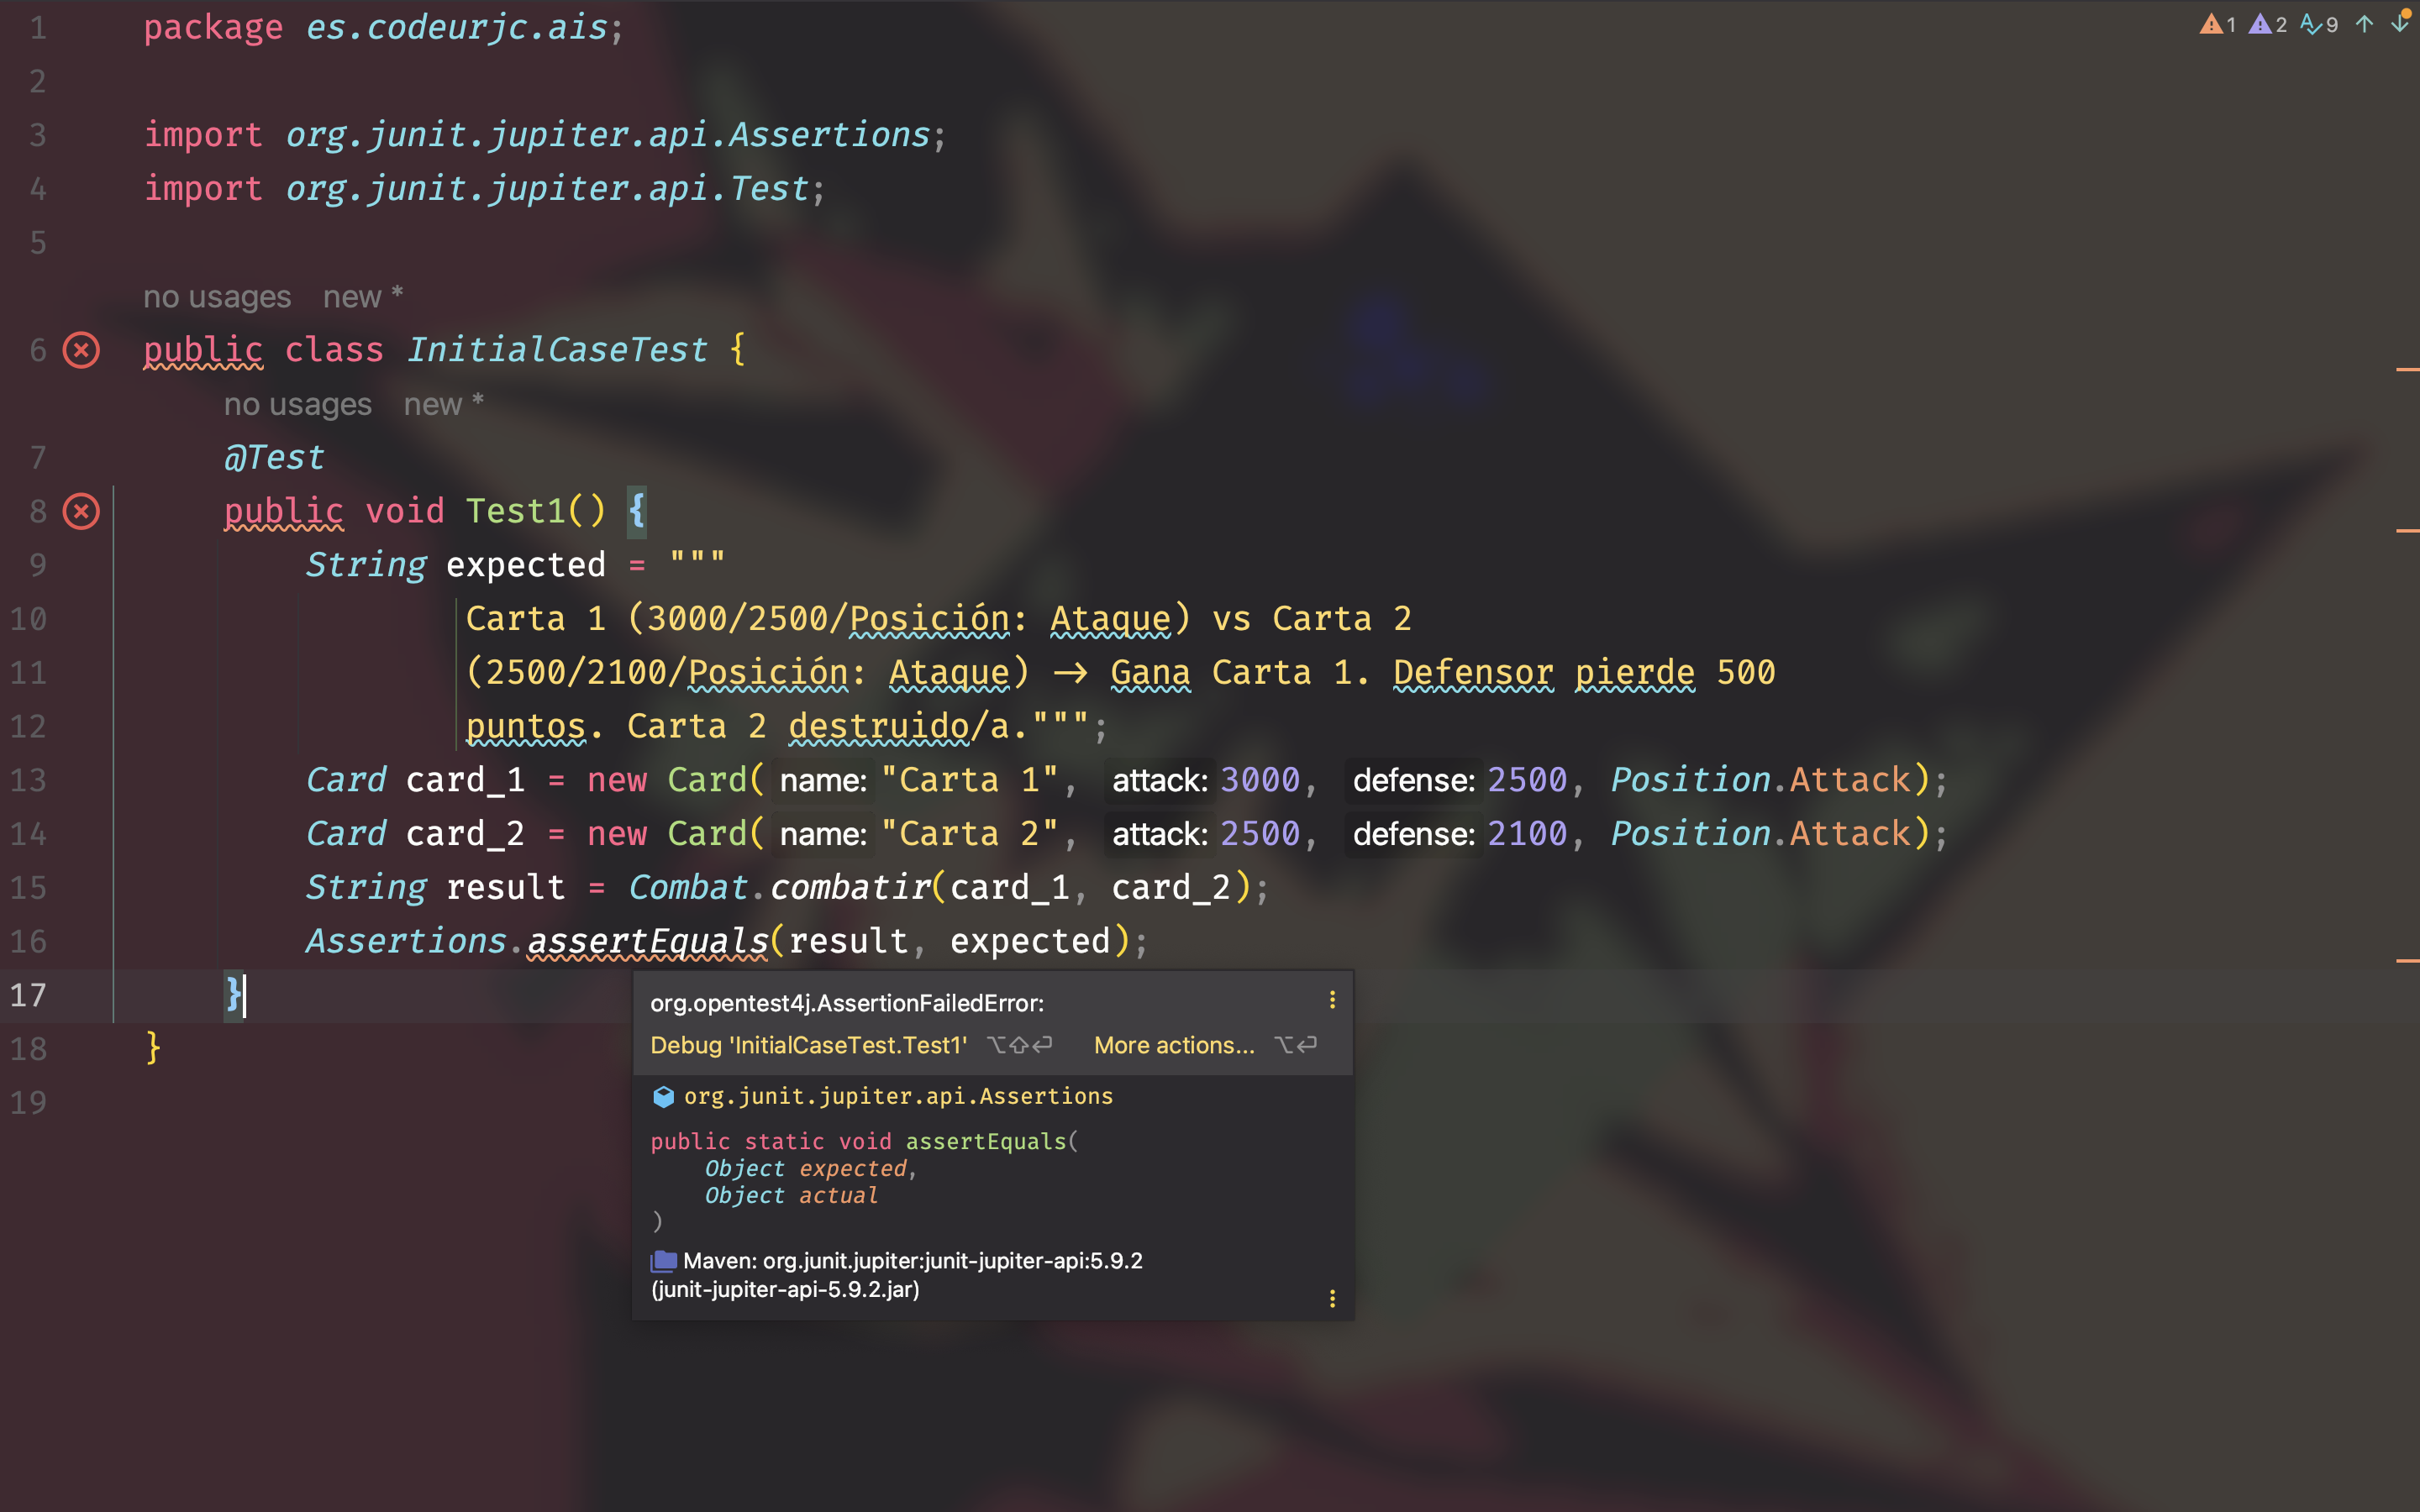 1 package es.codeurjc.ais;
1 2 9
2
3 import org.junit.jupiter.api.Assertions;
4 import org.junit.jupiter.api.Test;
5
no usages new *
6 public class InitialCaseTest {
no usages new *
7 @Test
8 public void Test1() {
9 String expected = """
10 Carta 1 (3000/2500/Posición: Ataque) vs Carta 2
11 (2500/2100/Posición: Ataque) → Gana Carta 1. Defensor pierde 500
12 puntos. Carta 2 destruido/a.""";
13 Card card_1 = new Card( name: "Carta 1", attack: 3000, defense: 2500, Position.Attack);
14 Card card_2 = new Card( name: "Carta 2", attack: 2500, defense: 2100, Position.Attack);
15 String result = Combat.combatir(card_1, card_2);
16 Assertions.assertEquals(result, expected);
17 }
18 }
19
org.opentest4j.AssertionFailedError:
Debug 'InitialCaseTest.Test1' ⌥⇧⏎ More actions... ⌥⏎
org.junit.jupiter.api.Assertions
public static void assertEquals(
Object expected,
Object actual
)
Maven: org.junit.jupiter:junit-jupiter-api:5.9.2
(junit-jupiter-api-5.9.2.jar)